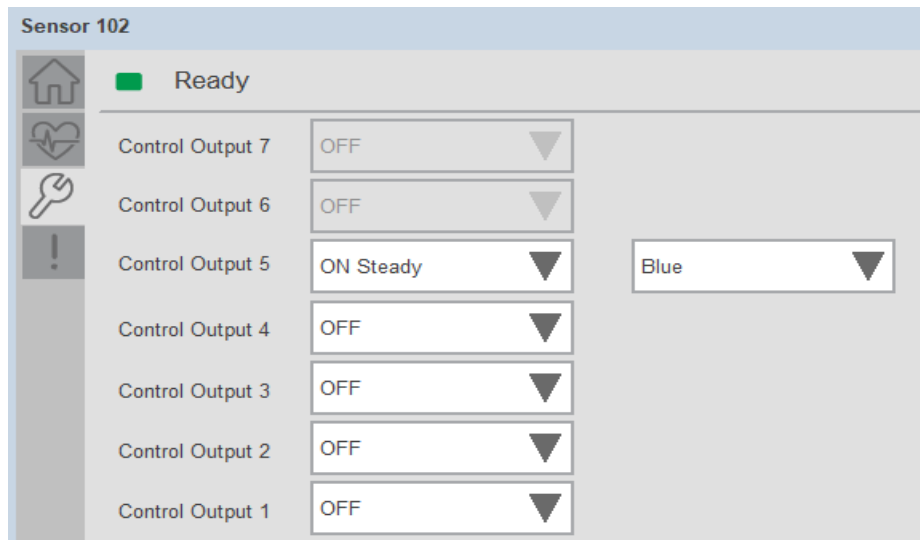 Sensor 102
Ready
Control Output 7 OFF
Control Output 6 OFF
Control Output 5 ON Steady Blue
Control Output 4 OFF
Control Output 3 OFF
Control Output 2 OFF
Control Output 1 OFF